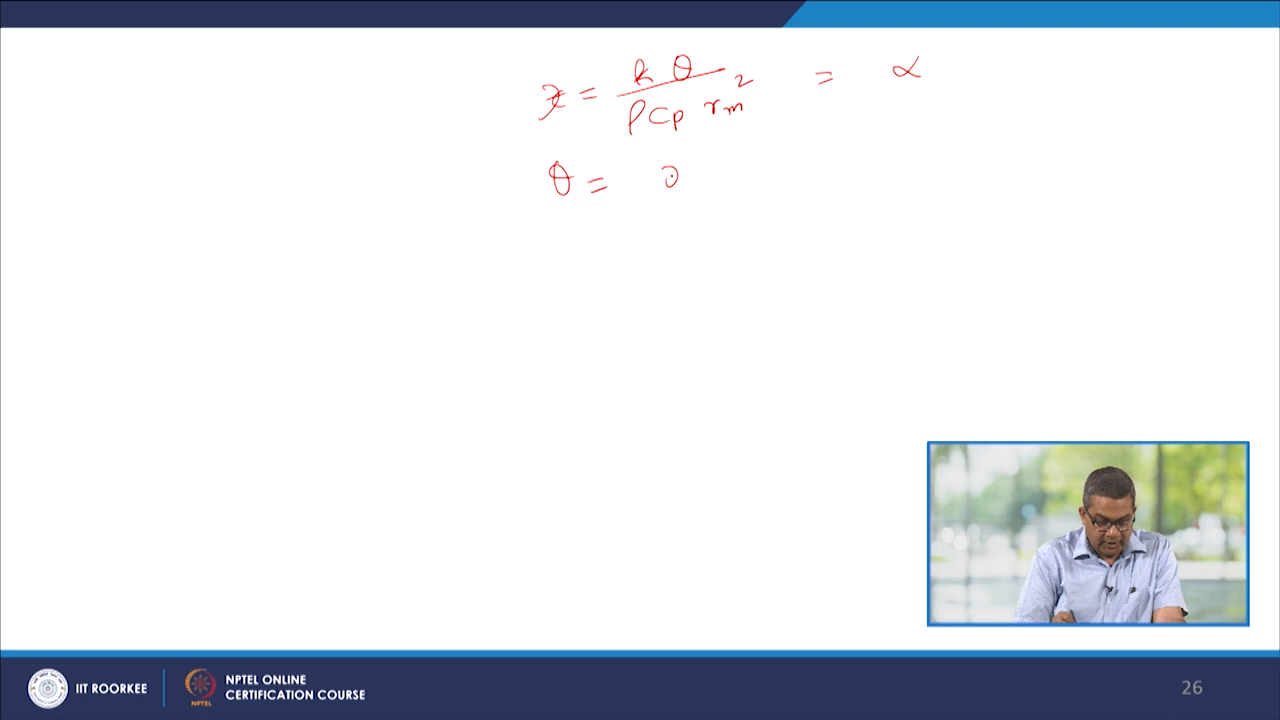 x = kθ / ρCp rm² = α
θ =
IIT ROORKEE
NPTEL
NPTEL ONLINE
CERTIFICATION COURSE
26